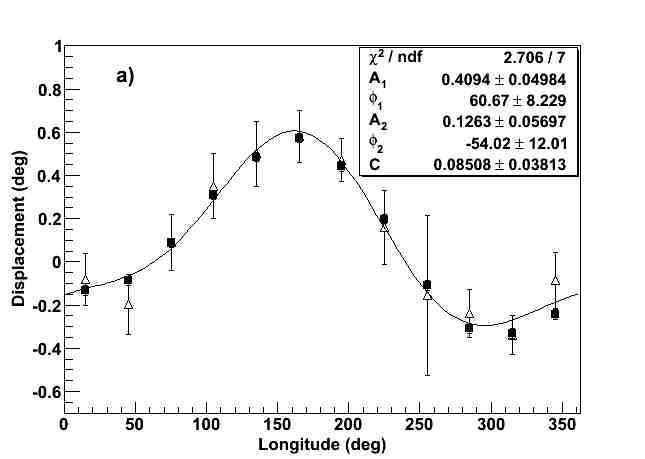 a)
χ² / ndf 2.706 / 7
A₁ 0.4094 ± 0.04984
ϕ₁ 60.67 ± 8.229
A₂ 0.1263 ± 0.05697
ϕ₂ -54.02 ± 12.01
C 0.08508 ± 0.03813
Displacement (deg)
1
0.8
0.6
0.4
0.2
0
-0.2
-0.4
-0.6
0 50 100 150 200 250 300 350
Longitude (deg)